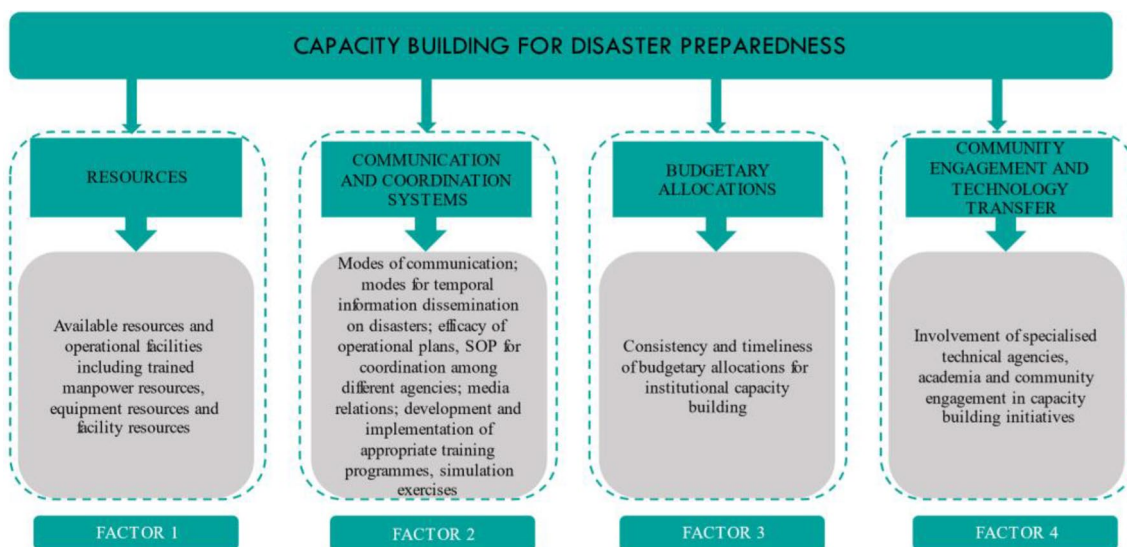 CAPACITY BUILDING FOR DISASTER PREPAREDNESS
RESOURCES
Available resources and
operational facilities
including trained
manpower resources,
equipment resources and
facility resources
FACTOR 1
COMMUNICATION
AND COORDINATION
SYSTEMS
Modes of communication;
modes for temporal
information dissemination
on disasters; efficacy of
operational plans, SOP for
coordination among
different agencies; media
relations; development and
implementation of
appropriate training
programmes, simulation
exercises
FACTOR 2
BUDGETARY
ALLOCATIONS
Consistency and timeliness
of budgetary allocations for
institutional capacity
building
FACTOR 3
COMMUNITY
ENGAGEMENT AND
TECHNOLOGY
TRANSFER
Involvement of specialised
technical agencies,
academia and community
engagement in capacity
building initiatives
FACTOR 4